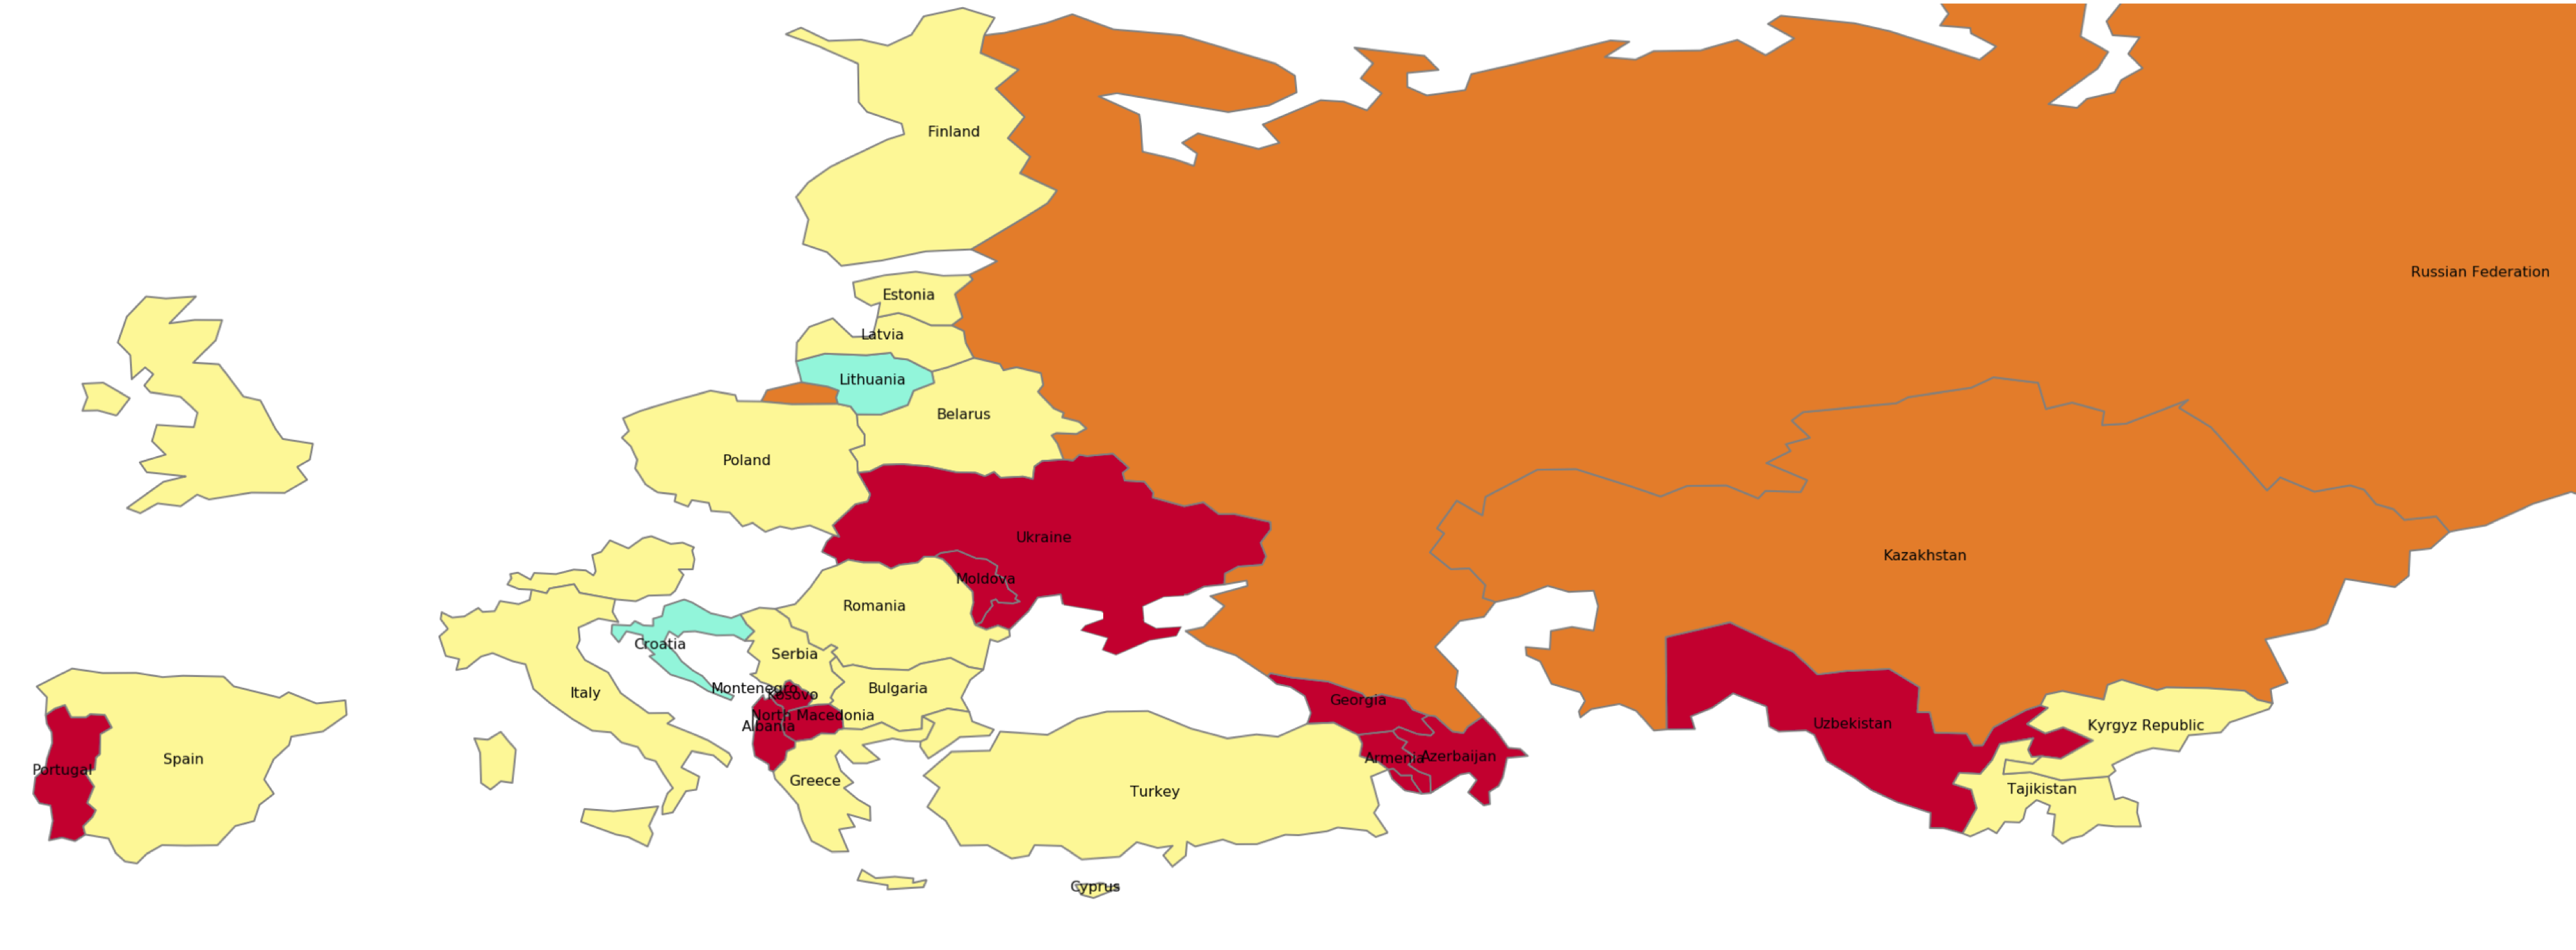 Finland
Russian Federation
Estonia
Latvia
Lithuania
Belarus
Poland
Ukraine
Kazakhstan
Moldova
Romania
Croatia
Serbia
Montenegro
Kosovo
Bulgaria
Italy
Georgia
North Macedonia
Albania
Uzbekistan
Kyrgyz Republic
Armenia
Azerbaijan
Spain
Portugal
Greece
Turkey
Tajikistan
Cyprus